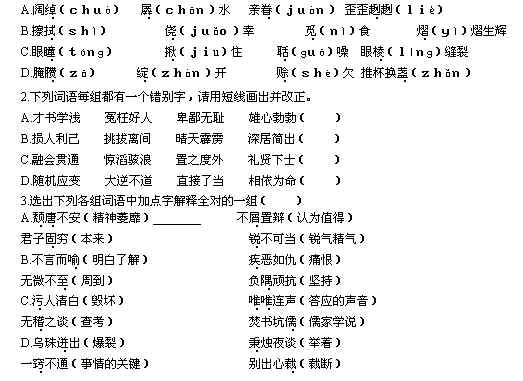 A.阔绰(chuò) 孱(chán)水 亲眷(juàn) 歪歪趔趔(liè)
B.擦拭(shì) 侥(jiǎo)幸 觅(mì)食 熠(yì)熠生辉
C.眼瞳(tóng) 揪(jiū)住 聒(guō)噪 眼棱(líng)缝裂
D.腌臜(zā) 绽(zhàn)开 赊(shē)欠 推杯换盏(zhǎn)
2.下列词语每组都有一个错别字，请用短线画出并改正。
A.才书学浅 冤枉好人 卑鄙无耻 雄心勃勃( )
B.损人利己 挑拔离间 晴天霹雳 深居简出( )
C.融会贯通 惊滔骇浪 置之度外 礼贤下士( )
D.随机应变 大逆不道 直接了当 相依为命( )
3.选出下列各组词语中加点字解释全对的一组( )
A.颓唐不安(精神萎靡)________ 不屑置辩(认为值得)
君子固穷(本来) 锐不可当(锐气精气)
B.不言而喻(明白了解) 疾恶如仇(痛恨)
无微不至(周到) 负隅顽抗(坚持)
C.污人清白(毁坏) 唯唯连声(答应的声音)
无稽之谈(查考) 焚书坑儒(儒家学说)
D.乌珠迸出(爆裂) 秉烛夜谈(举着)
一窍不通(事情的关键) 别出心裁(裁断)